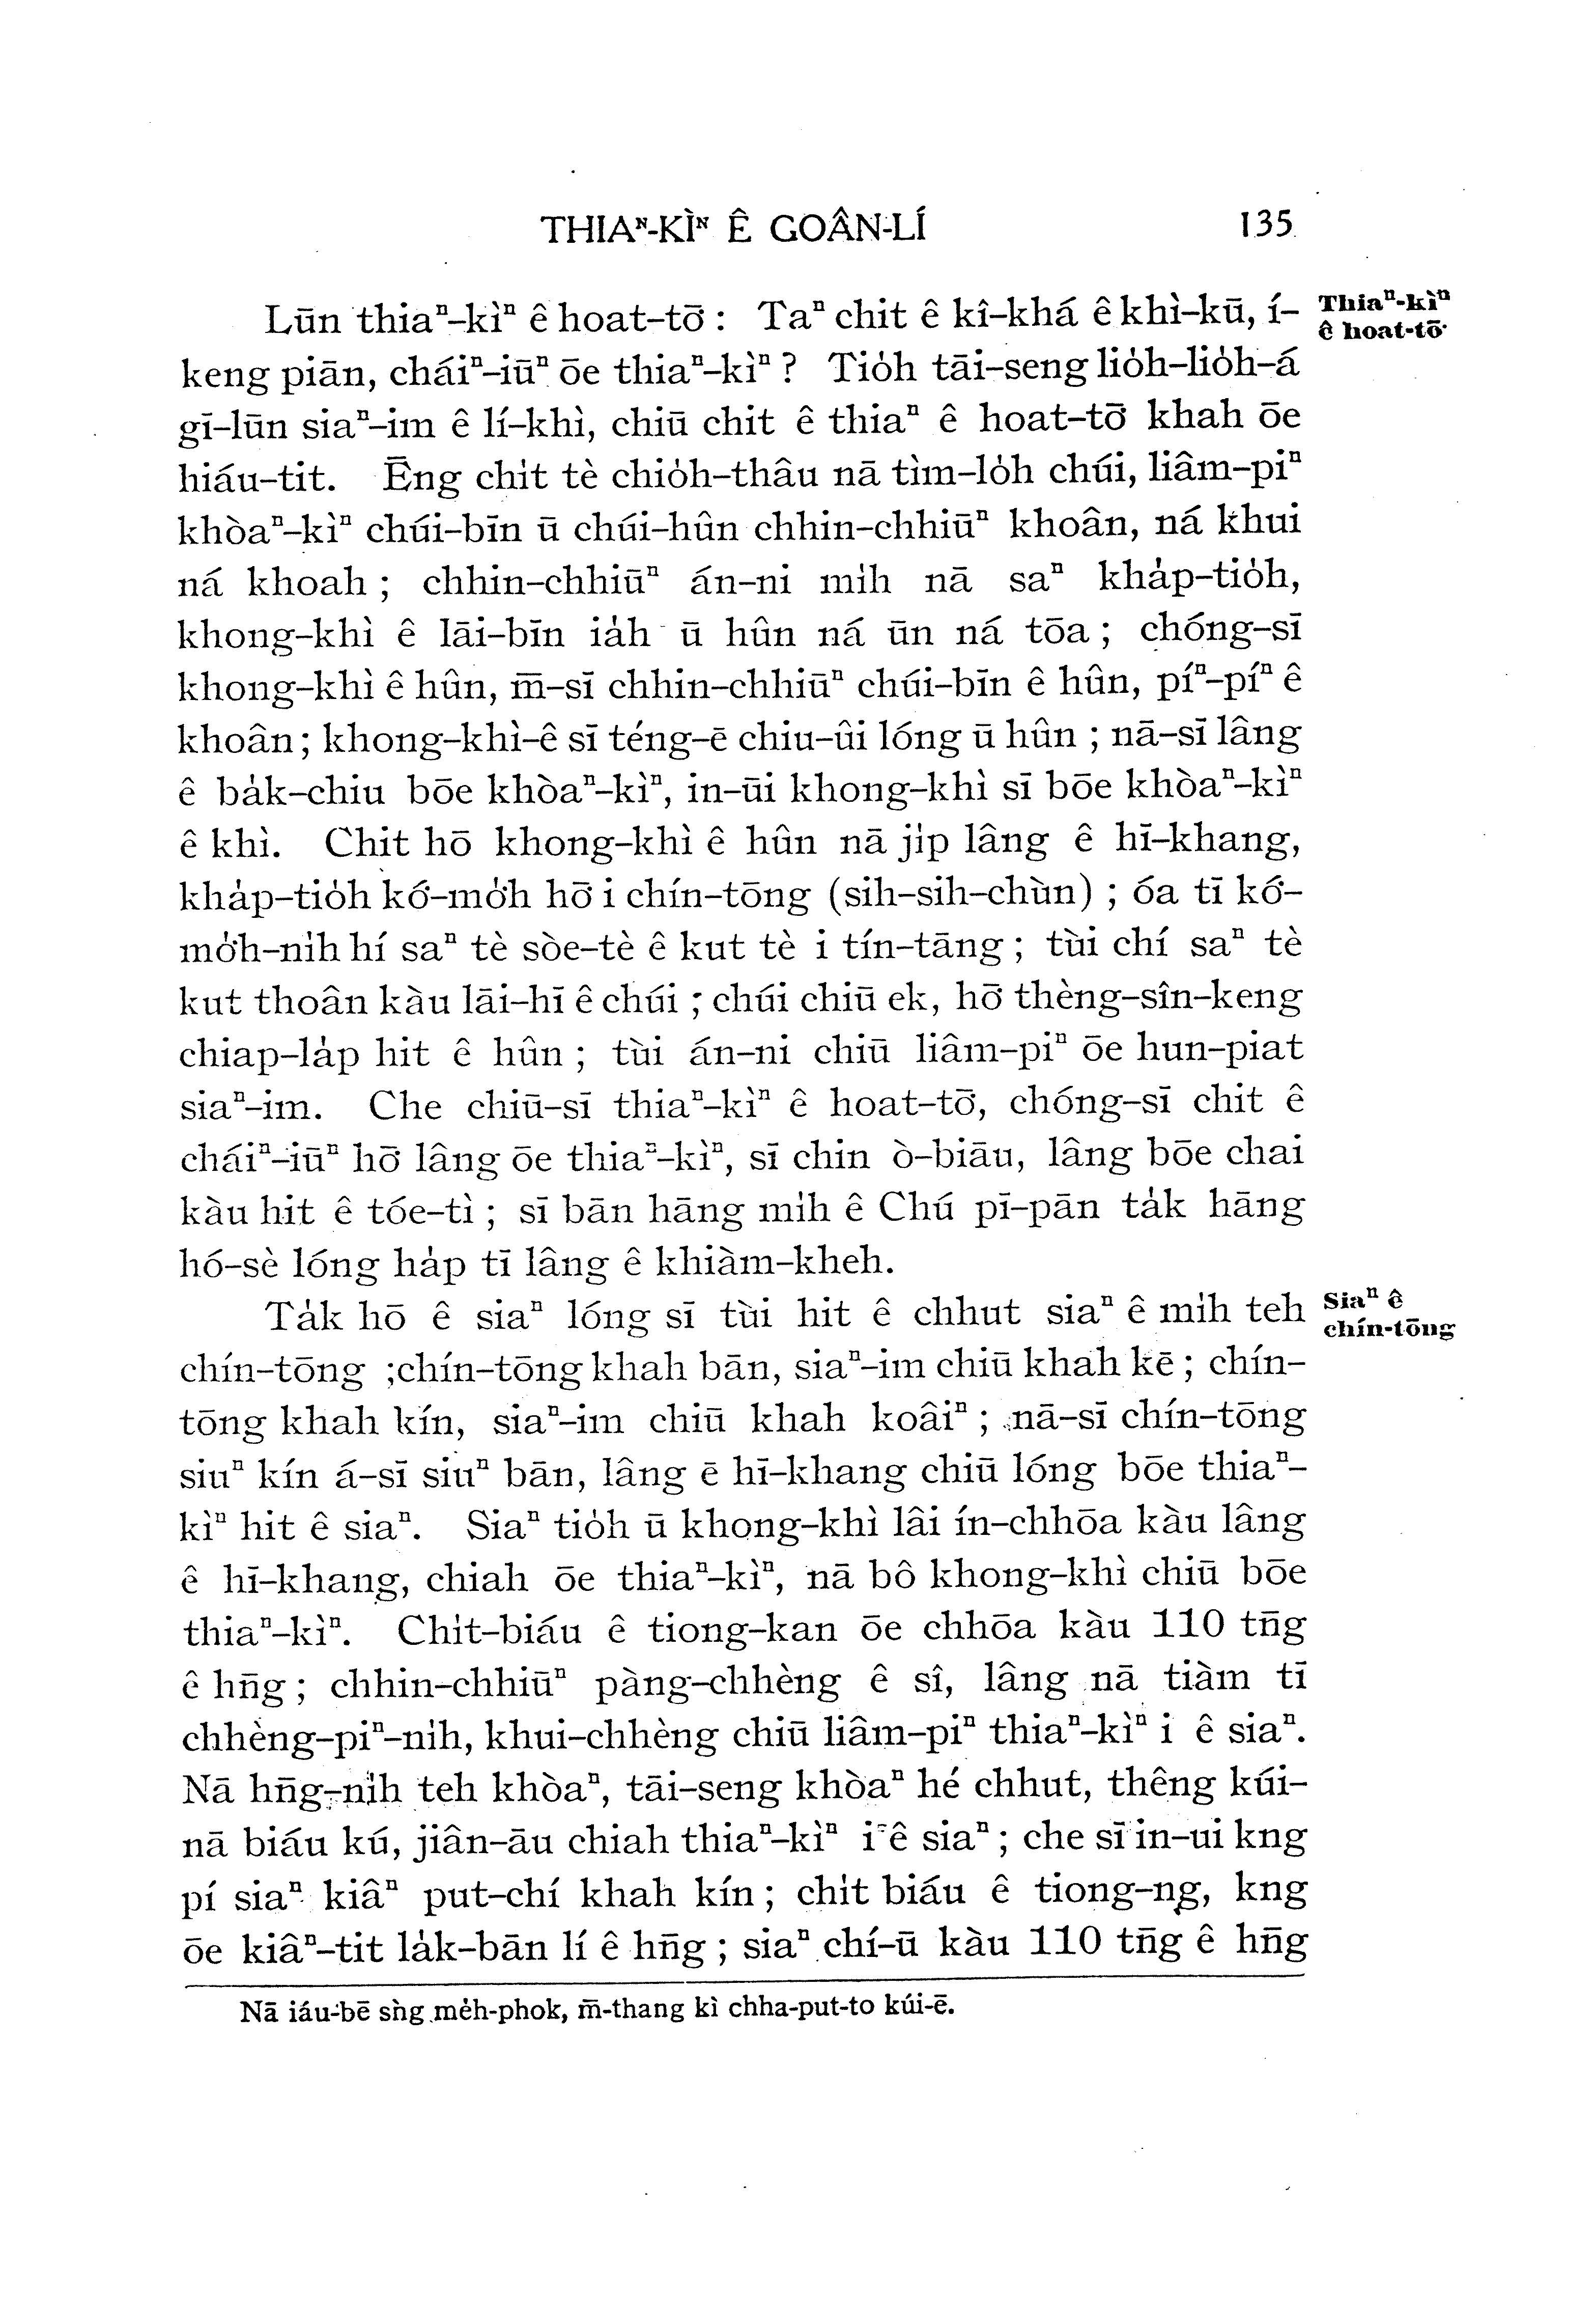 THIAᴺ-KÌᴺ Ê GOÂN-LÍ 135
Lūn thiaⁿ-kìⁿ ê hoat-tō͘ : Taⁿ chit ê kî-khá ê khì-kū, í-
Thiaⁿ-kìⁿ
ê hoat-tō͘
keng piān, cháiⁿ-iūⁿ ōe thiaⁿ-kìⁿ ? Tio̍h tāi-seng lio̍h-lio̍h-á
gī-lūn siaⁿ-im ê lí-khì, chiū chit ê thiaⁿ ê hoat-tō͘ khah ōe
hiáu-tit. Ēng chi̍t tè chio̍h-thâu nā tìm-lo̍h chúi, liâm-piⁿ
khòaⁿ-kìⁿ chúi-bīn ū chúi-hûn chhin-chhiūⁿ khoân, ná khui
ná khoah ; chhin-chhiūⁿ án-ni mi̍h nā saⁿ kha̍p-tio̍h,
khong-khì ê lāi-bīn ia̍h ū hûn ná ūn ná tōa ; chóng-sī
khong-khì ê hûn, m̄-sī chhin-chhiūⁿ chúi-bīn ê hûn, píⁿ-píⁿ ê
khoân ; khong-khì-ê sī téng-ē chiu-ûi lóng ū hûn ; nā-sī lâng
ê ba̍k-chiu bōe khòaⁿ-kìⁿ, in-ūi khong-khì sī bōe khòaⁿ-kìⁿ
ê khì. Chit hō khong-khì ê hûn nā ji̍p lâng ê hī-khang,
kha̍p-tio̍h kó͘-mo̍͘h hō͘ i chín-tōng (sih-sih-chùn) ; óa tī kó͘-
mo̍͘h-ni̍h hí saⁿ tè sòe-tè ê kut tè i tín-tāng ; tùi chí saⁿ tè
kut thoân kàu lāi-hī ê chúi ; chúi chiū ek, hō͘ thèng-sîn-keng
chiap-la̍p hit ê hûn ; tùi án-ni chiū liâm-piⁿ ōe hun-piat
siaⁿ-im. Che chiū-sī thiaⁿ-kìⁿ ê hoat-tō͘, chóng-sī chit ê
cháiⁿ-iūⁿ hō͘ lâng ōe thiaⁿ-kìⁿ, sī chin ò-biāu, lâng bōe chai
kàu hit ê tóe-tì ; sī bān hāng mi̍h ê Chú pī-pān ta̍k hāng
hó-sè lóng ha̍p tī lâng ê khiàm-kheh.
Ta̍k hō ê siaⁿ lóng sī tùi hit ê chhut siaⁿ ê mi̍h teh
Siaⁿ ê
chín-tōng
chín-tōng ;chín-tōng khah bān, siaⁿ-im chiū khah kē ; chín-
tōng khah kín, siaⁿ-im chiū khah koâiⁿ ; nā-sī chín-tōng
siuⁿ kín á-sī siuⁿ bān, lâng ē hī-khang chiū lóng bōe thiaⁿ-
kìⁿ hit ê siaⁿ. Siaⁿ tio̍h ū khong-khì lâi ín-chhōa kàu lâng
ê hī-khang, chiah ōe thiaⁿ-kìⁿ, nā bô khong-khì chiū bōe
thiaⁿ-kìⁿ. Chi̍t-biáu ê tiong-kan ōe chhōa kàu 110 tn̄g
ê hn̄g ; chhin-chhiūⁿ pàng-chhèng ê sî, lâng nā tiàm tī
chhèng-piⁿ-ni̍h, khui-chhèng chiū liâm-piⁿ thiaⁿ-kìⁿ i ê siaⁿ.
Nā hn̄g-ni̍h teh khòaⁿ, tāi-seng khòaⁿ hé chhut, thêng kúi-
nā biáu kú, jiân-āu chiah thiaⁿ-kìⁿ i ê siaⁿ ; che sī in-ui kng
pí siaⁿ kiâⁿ put-chí khah kín ; chi̍t biáu ê tiong-ng, kng
ōe kiâⁿ-tit la̍k-bān lí ê hn̄g ; siaⁿ chí-ū kàu 110 tn̄g ê hn̄g
Nā iáu-bē sǹg me̍h-phok, m̄-thang kì chha-put-to kúi-ē.